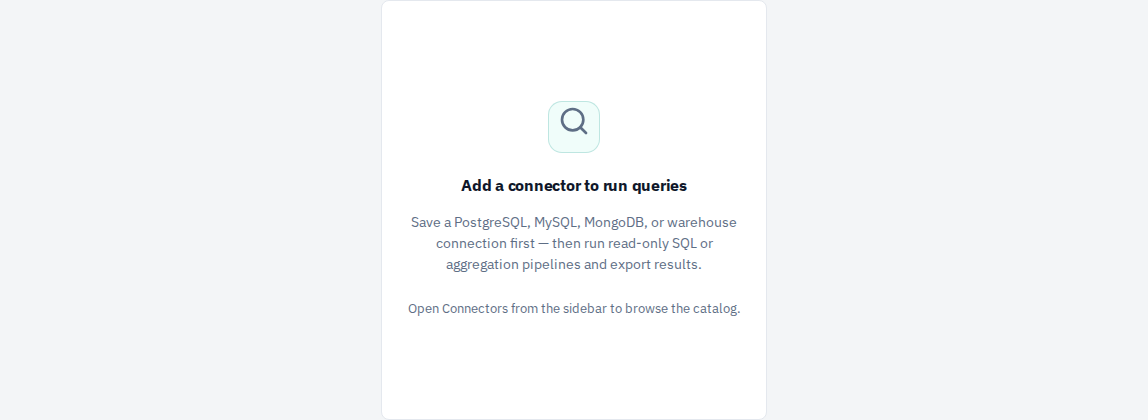 Add a connector to run queries
Save a PostgreSQL, MySQL, MongoDB, or warehouse
connection first — then run read-only SQL or
aggregation pipelines and export results.
Open Connectors from the sidebar to browse the catalog.